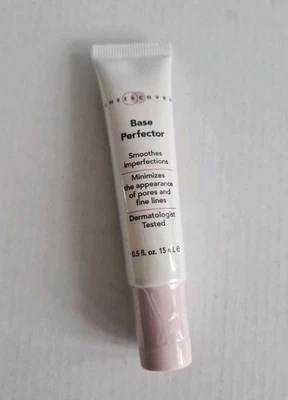 Base
Perfector
Smoothes
imperfections
Minimizes
the appearance
of pores and
fine lines
Dermatologist
Tested
0.5 fl. oz. 15 mL ℮